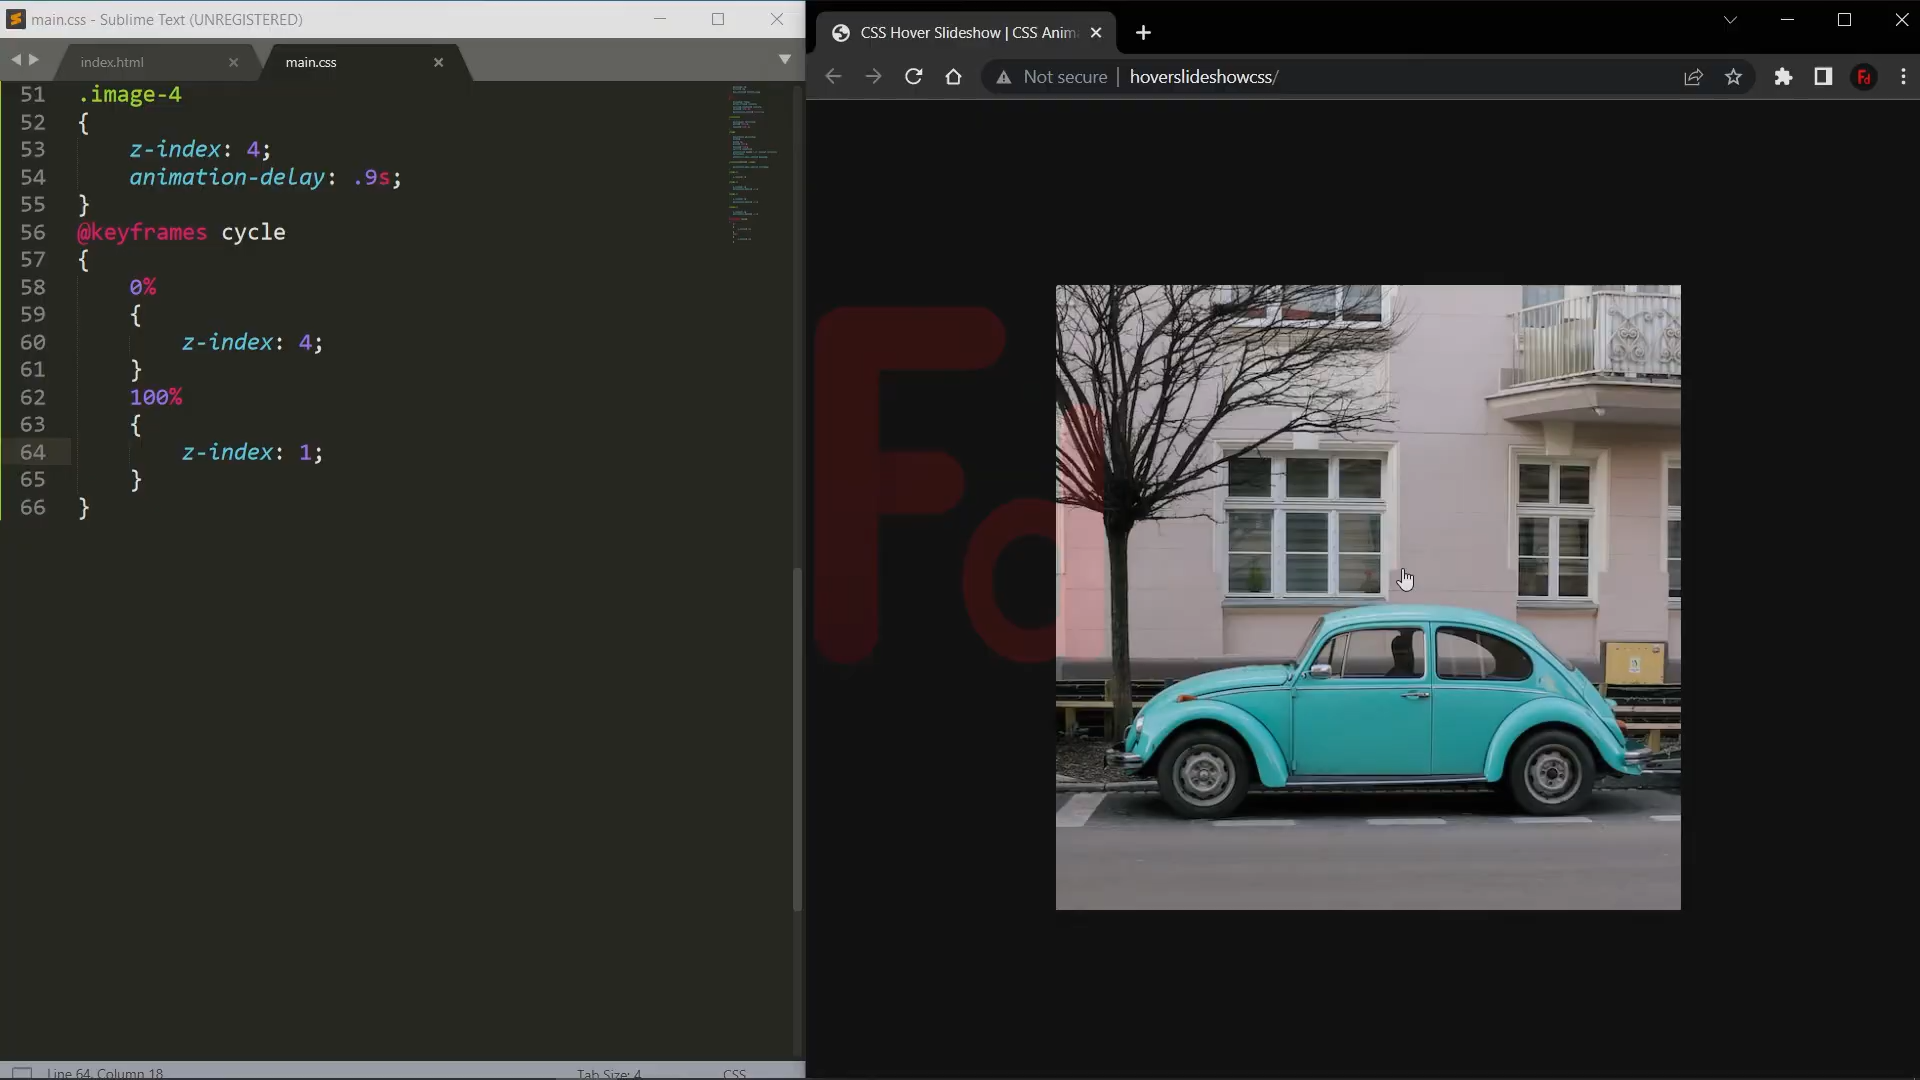 main.css - Sublime Text (UNREGISTERED)
index.html
main.css
51 .image-4
52 {
53 z-index: 4;
54 animation-delay: .9s;
55 }
56 @keyframes cycle
57 {
58 0%
59 {
60 z-index: 4;
61 }
62 100%
63 {
64 z-index: 1;
65 }
66 }
Line 64, Column 18
Tab Size: 4
CSS
CSS Hover Slideshow | CSS Anim
Not secure hoverslideshowcss/
Fd
Fd